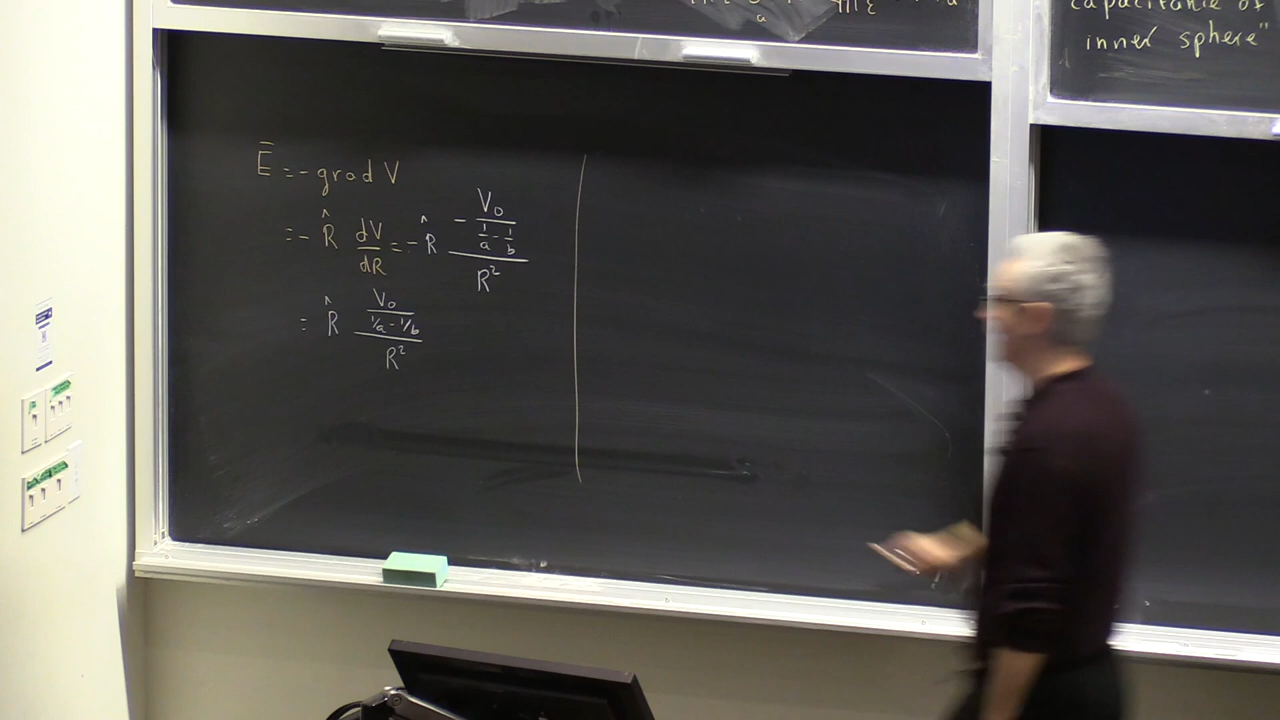 capacitance of
inner sphere"
E̅ = - grad V
= - R̂ dV/dR = - R̂ (- V₀/(1/a - 1/b))/R²
= R̂ (V₀/(1/a - 1/b))/R²